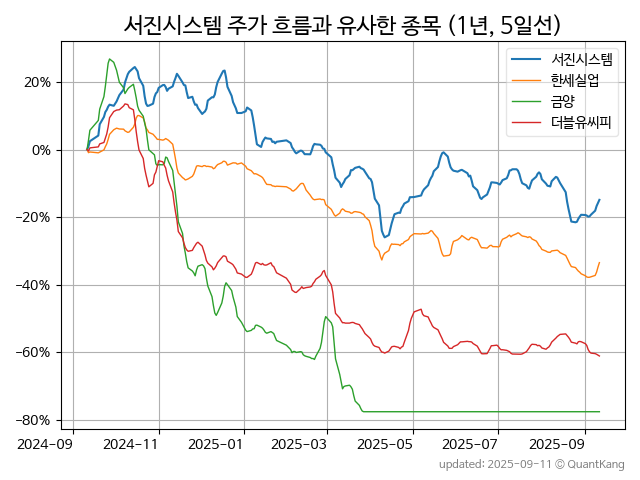 서진시스템 주가 흐름과 유사한 종목 (1년, 5일선)
서진시스템
한세실업
금양
더블유씨피
20%
0%
−20%
−40%
−60%
−80%
2024-09
2024-11
2025-01
2025-03
2025-05
2025-07
2025-09
updated: 2025-09-11 © QuantKang